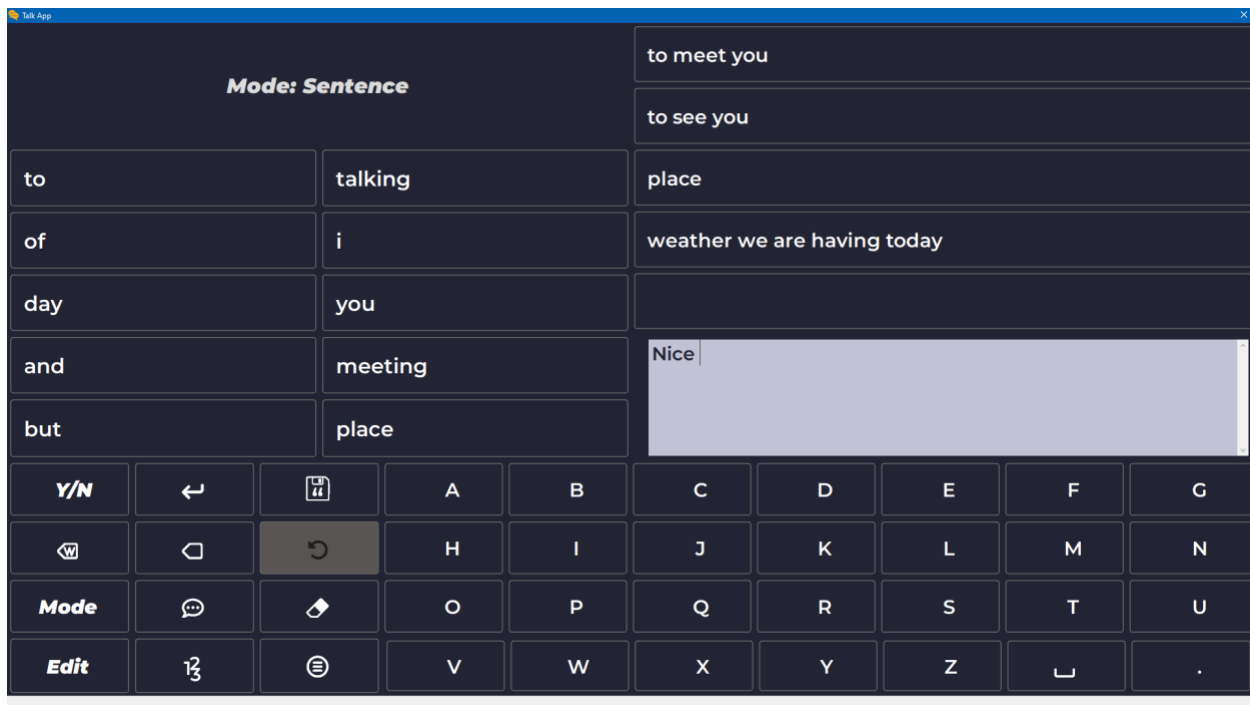 Talk App
Mode: Sentence
to meet you
to see you
to talking place
of i weather we are having today
day you
and meeting Nice
but place
Y/N A B C D E F G
W H I J K L M N
Mode O P Q R S T U
Edit 123 V W X Y Z .